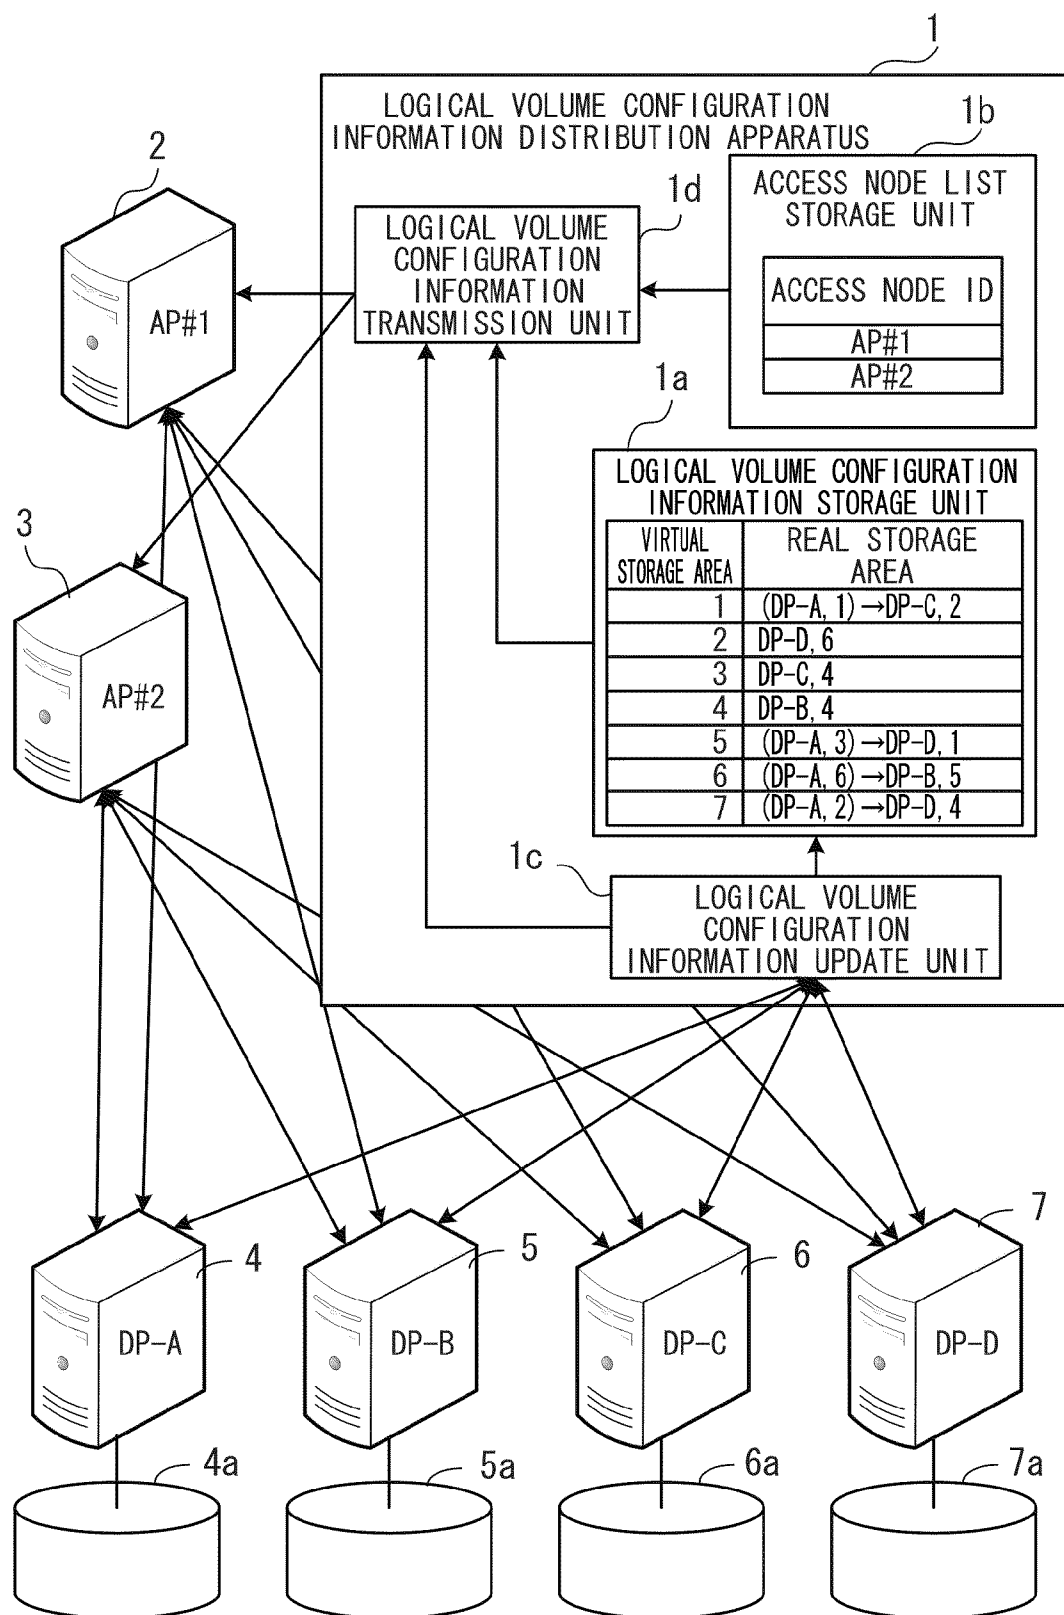 1
LOGICAL VOLUME CONFIGURATION
INFORMATION DISTRIBUTION APPARATUS
1b
ACCESS NODE LIST
STORAGE UNIT
ACCESS NODE ID
AP#1
AP#2
1d
LOGICAL VOLUME
CONFIGURATION
INFORMATION
TRANSMISSION UNIT
2
AP#1
1a
LOGICAL VOLUME CONFIGURATION
INFORMATION STORAGE UNIT
VIRTUAL
STORAGE AREA
REAL STORAGE
AREA
1 (DP-A, 1)→DP-C, 2
2 DP-D, 6
3 DP-C, 4
4 DP-B, 4
5 (DP-A, 3)→DP-D, 1
6 (DP-A, 6)→DP-B, 5
7 (DP-A, 2)→DP-D, 4
3
AP#2
1c
LOGICAL VOLUME
CONFIGURATION
INFORMATION UPDATE UNIT
4
DP-A
5
DP-B
6
DP-C
7
DP-D
4a
5a
6a
7a